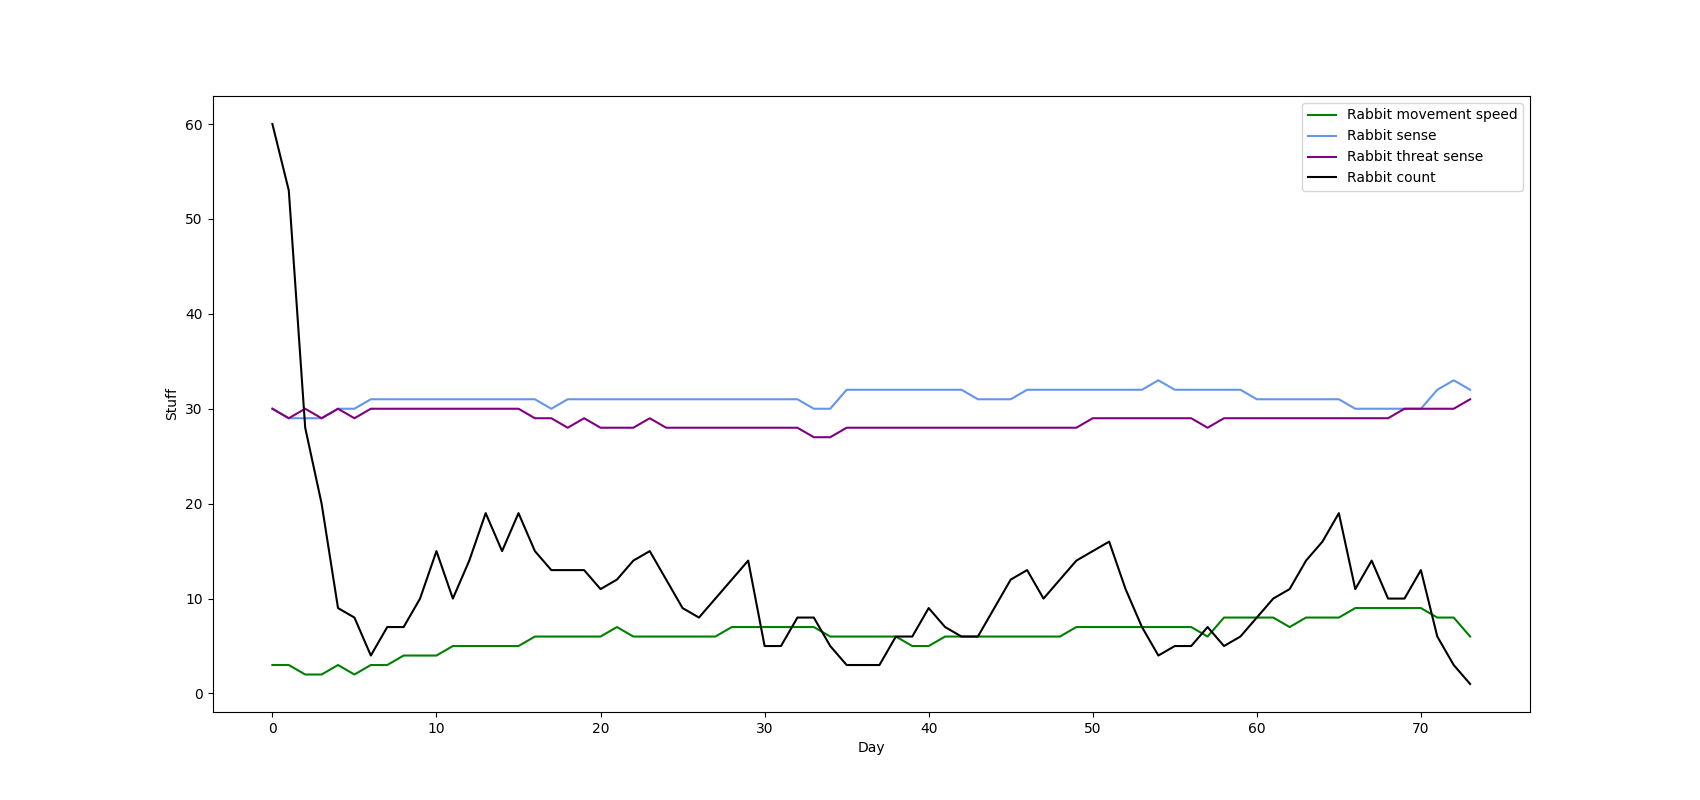 Rabbit movement speed
Rabbit sense
Rabbit threat sense
Rabbit count
60
50
40
30
20
10
0
Stuff
0 10 20 30 40 50 60 70
Day